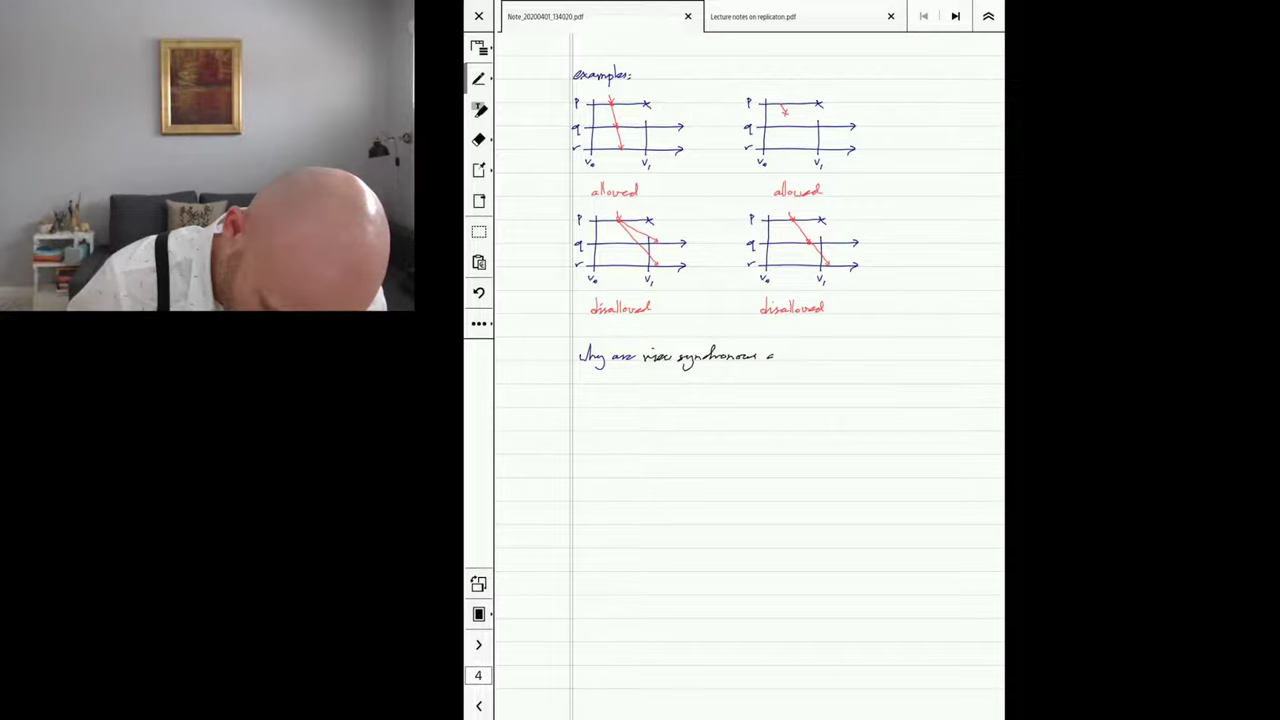 Note_20200401_134020.pdf
Lecture notes on replicaton.pdf
examples:
p
q
r
v₀ v₁
allowed
p
q
r
v₀ v₁
allowed
p
q
r
v₀ v₁
disallowed
p
q
r
v₀ v₁
disallowed
Why are view synchronous
4